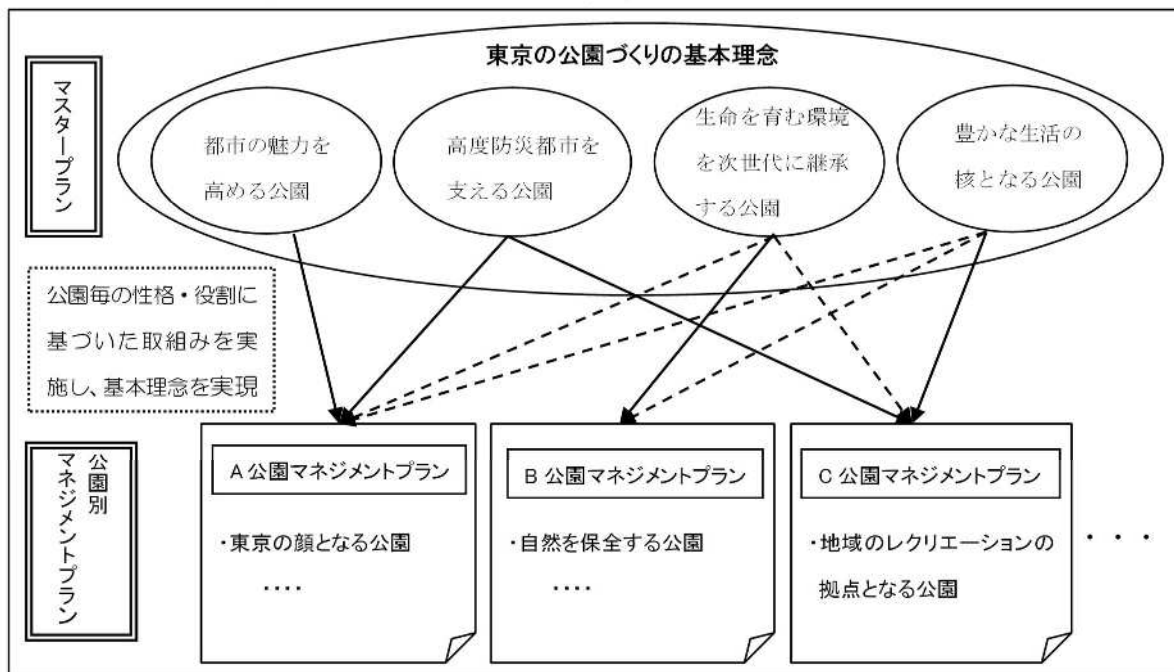 東京の公園づくりの基本理念
マスタープラン
都市の魅力を
高める公園
高度防災都市を
支える公園
生命を育む環境
を次世代に継承
する公園
豊かな生活の
核となる公園
公園毎の性格・役割に
基づいた取組みを実
施し、基本理念を実現
公園別
マネジメントプラン
A公園マネジメントプラン
・東京の顔となる公園
‥‥
B 公園マネジメントプラン
・自然を保全する公園
‥‥
C 公園マネジメントプラン
・地域のレクリエーションの
拠点となる公園
・・・